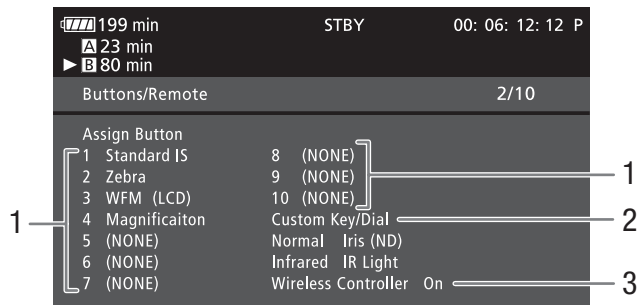 199 min STBY 00: 06: 12: 12 P
A 23 min
B 80 min
Buttons/Remote 2/10
Assign Button
1 Standard IS 8 (NONE)
2 Zebra 9 (NONE) 1
3 WFM (LCD) 10 (NONE)
1 4 Magnificaiton Custom Key/Dial 2
5 (NONE) Normal Iris (ND)
6 (NONE) Infrared IR Light
7 (NONE) Wireless Controller On 3